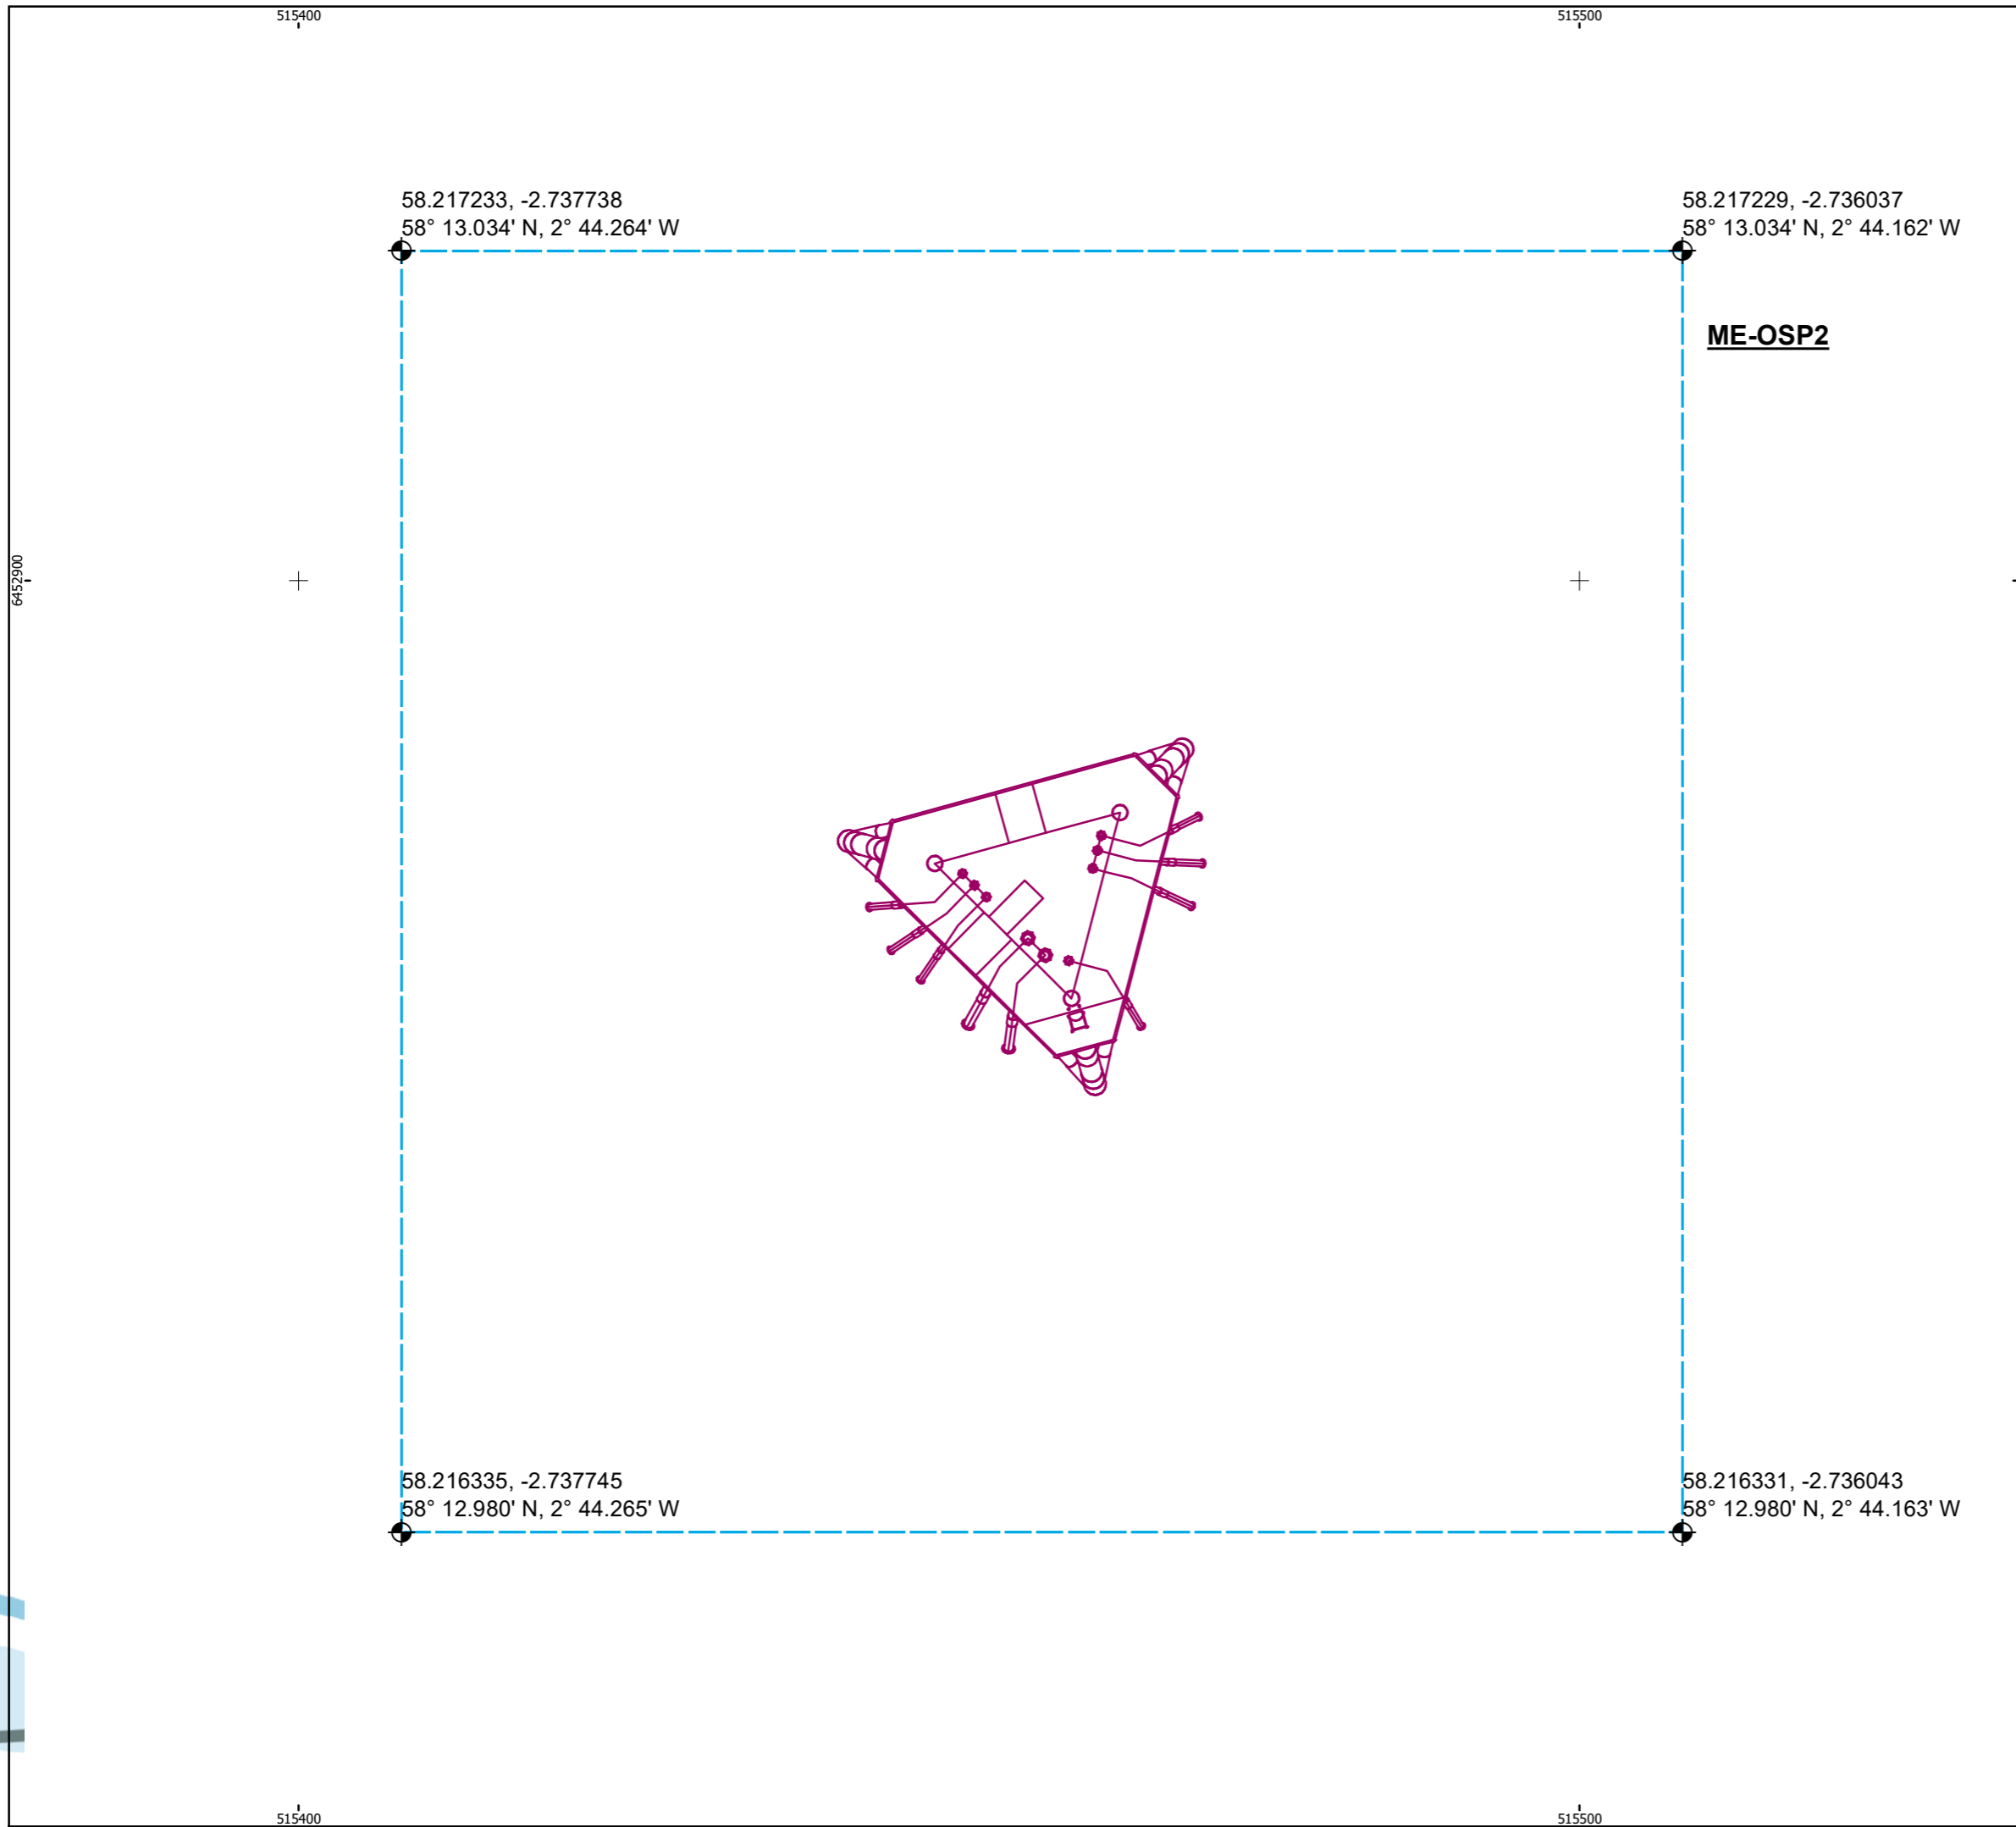 515400
515500
58.217233, -2.737738
58° 13.034' N, 2° 44.264' W
58.217229, -2.736037
58° 13.034' N, 2° 44.162' W
ME-OSP2
6452900
58.216335, -2.737745
58° 12.980' N, 2° 44.265' W
58.216331, -2.736043
58° 12.980' N, 2° 44.163' W
515400
515500